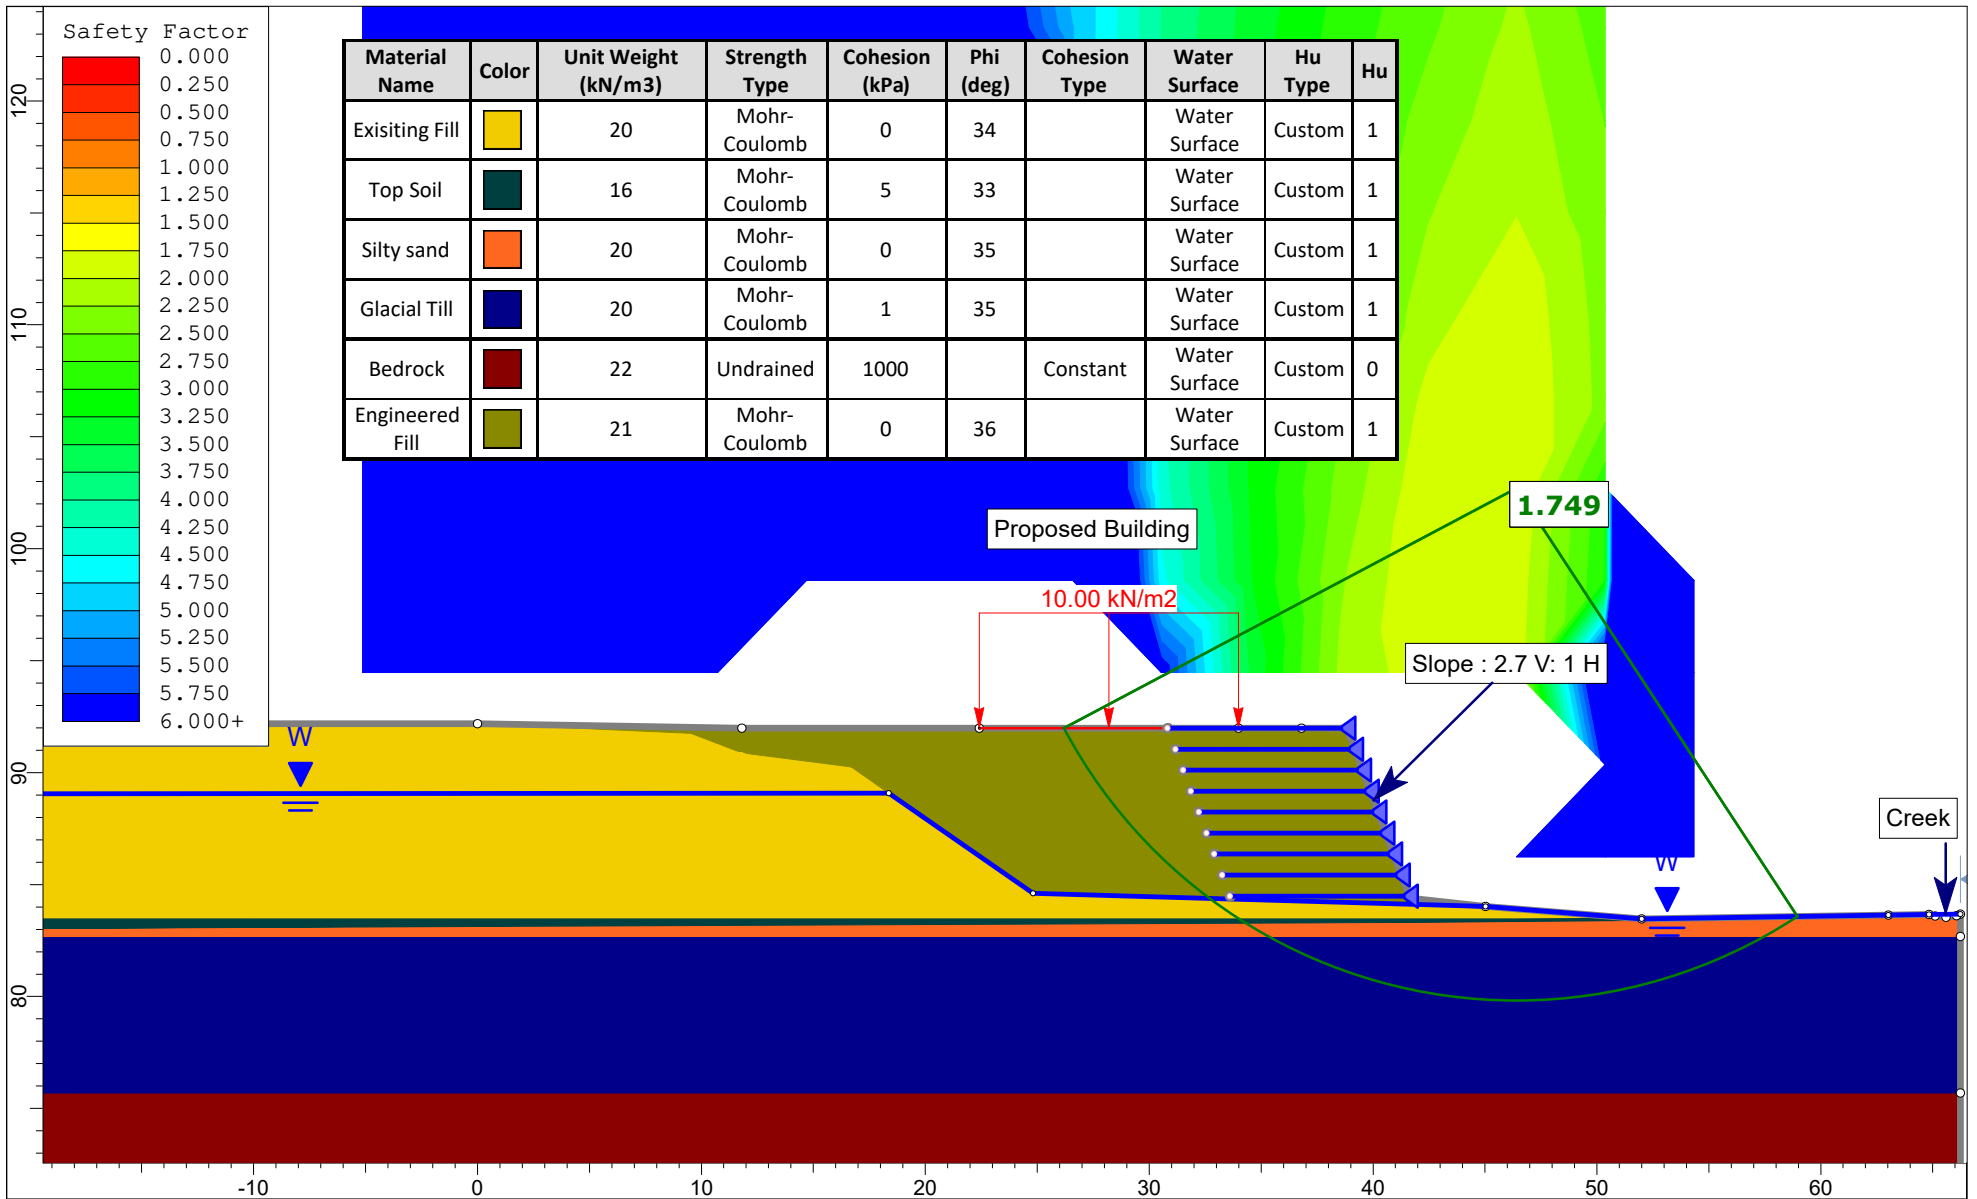 Safety Factor
0.000
0.250
0.500
0.750
1.000
1.250
1.500
1.750
2.000
2.250
2.500
2.750
3.000
3.250
3.500
3.750
4.000
4.250
4.500
4.750
5.000
5.250
5.500
5.750
6.000+
Material Name Color Unit Weight (kN/m3) Strength Type Cohesion (kPa) Phi (deg) Cohesion Type Water Surface Hu Type Hu
Exisiting Fill 20 Mohr-Coulomb 0 34 Water Surface Custom 1
Top Soil 16 Mohr-Coulomb 5 33 Water Surface Custom 1
Silty sand 20 Mohr-Coulomb 0 35 Water Surface Custom 1
Glacial Till 20 Mohr-Coulomb 1 35 Water Surface Custom 1
Bedrock 22 Undrained 1000 Constant Water Surface Custom 0
Engineered Fill 21 Mohr-Coulomb 0 36 Water Surface Custom 1
1.749
Proposed Building
10.00 kN/m2
Slope : 2.7 V: 1 H
W
Creek
W
120
110
100
90
80
-10 0 10 20 30 40 50 60